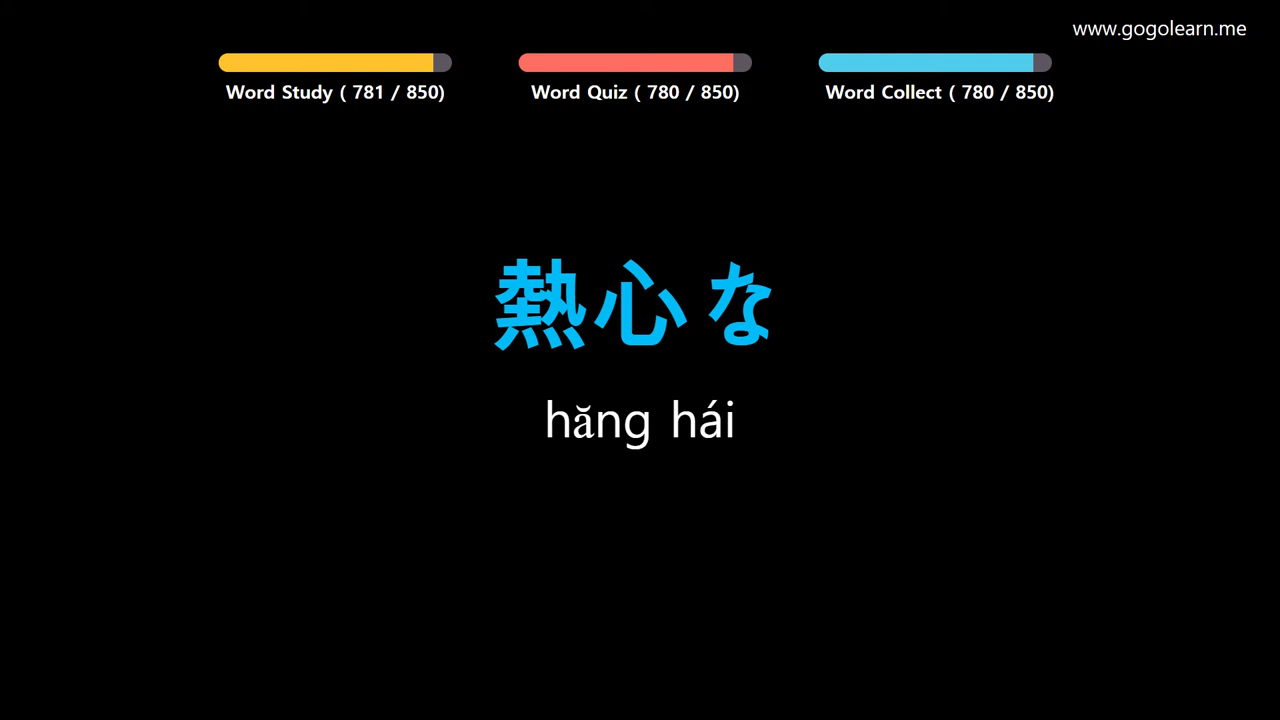 www.gogolearn.me
Word Study ( 781 / 850)
Word Quiz ( 780 / 850)
Word Collect ( 780 / 850)
熱心な
hăng hái